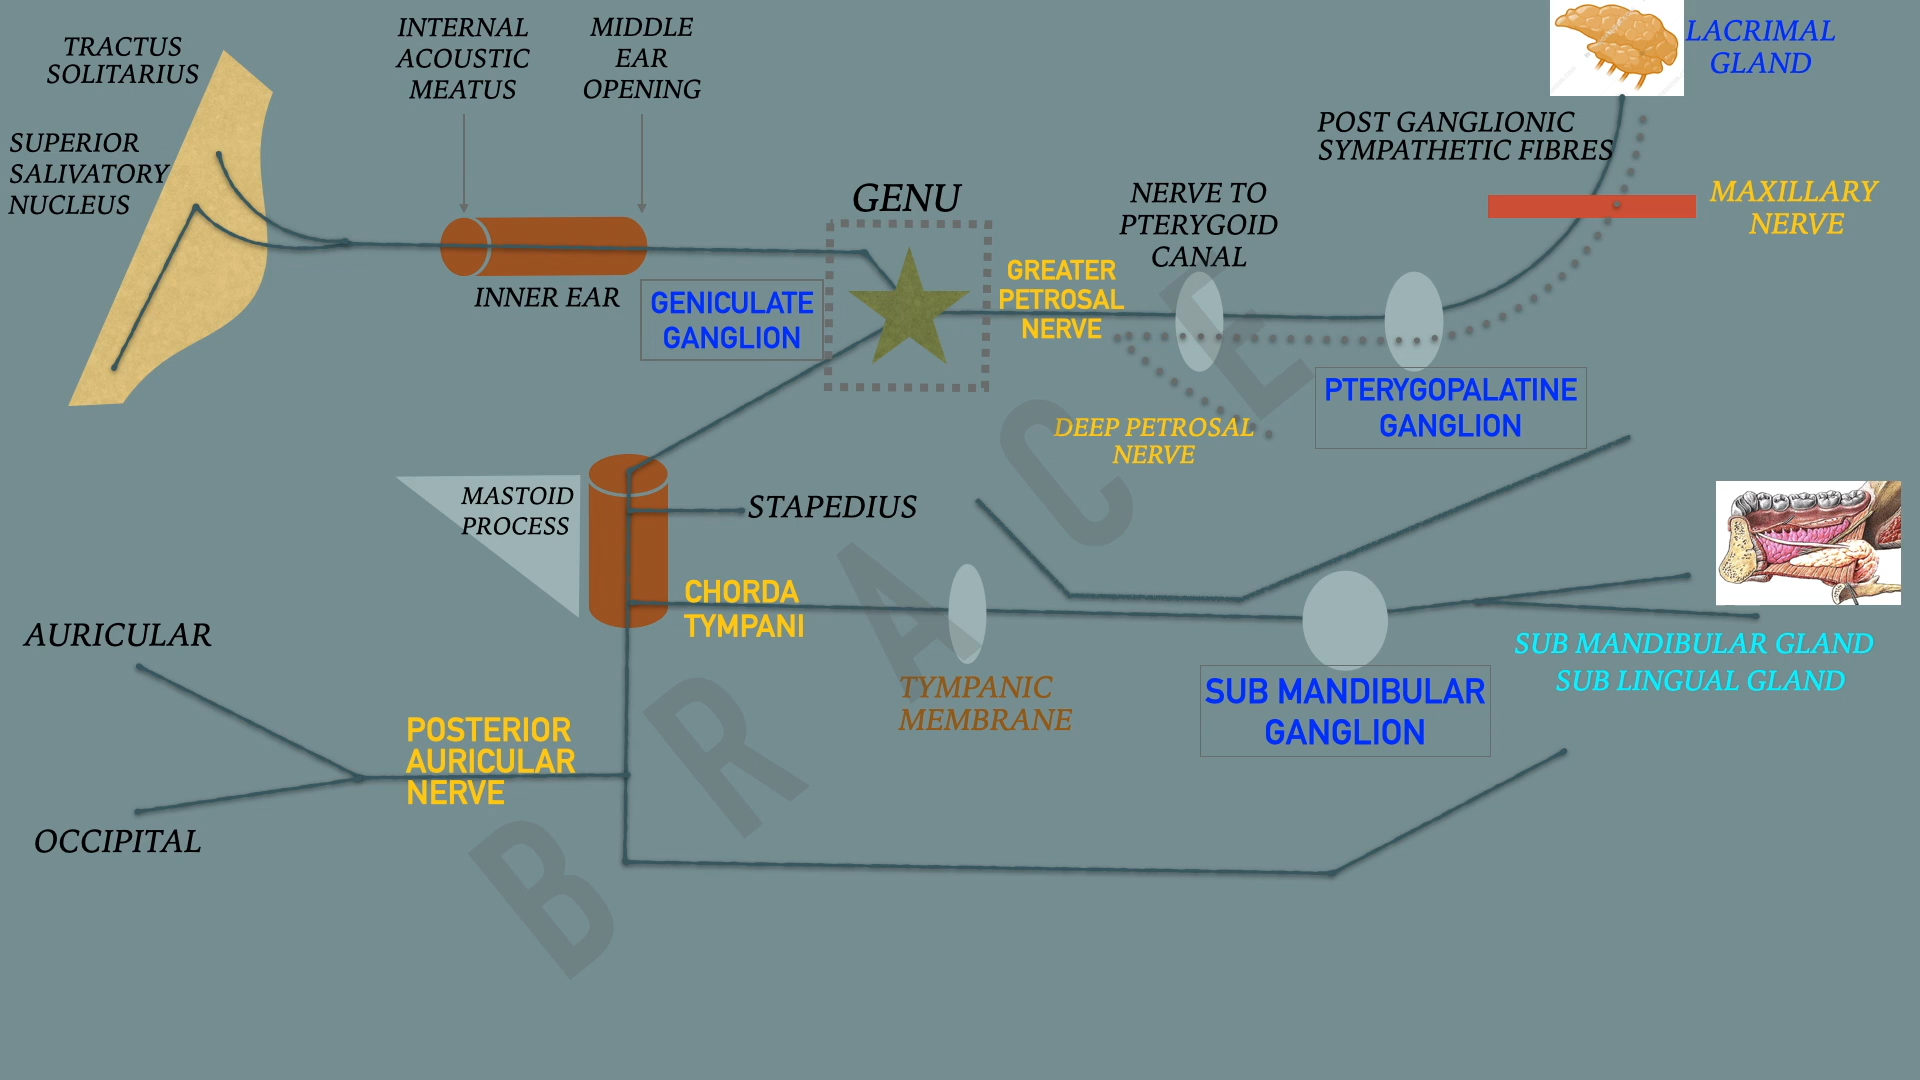 TRACTUS
SOLITARIUS
SUPERIOR
SALIVATORY
NUCLEUS
INTERNAL
ACOUSTIC
MEATUS
MIDDLE
EAR
OPENING
INNER EAR
GENICULATE
GANGLION
GENU
GREATER
PETROSAL
NERVE
NERVE TO
PTERYGOID
CANAL
POST GANGLIONIC
SYMPATHETIC FIBRES
LACRIMAL
GLAND
MAXILLARY
NERVE
PTERYGOPALATINE
GANGLION
DEEP PETROSAL
NERVE
MASTOID
PROCESS
STAPEDIUS
CHORDA
TYMPANI
TYMPANIC
MEMBRANE
SUB MANDIBULAR
GANGLION
SUB MANDIBULAR GLAND
SUB LINGUAL GLAND
AURICULAR
POSTERIOR
AURICULAR
NERVE
OCCIPITAL
BRACE